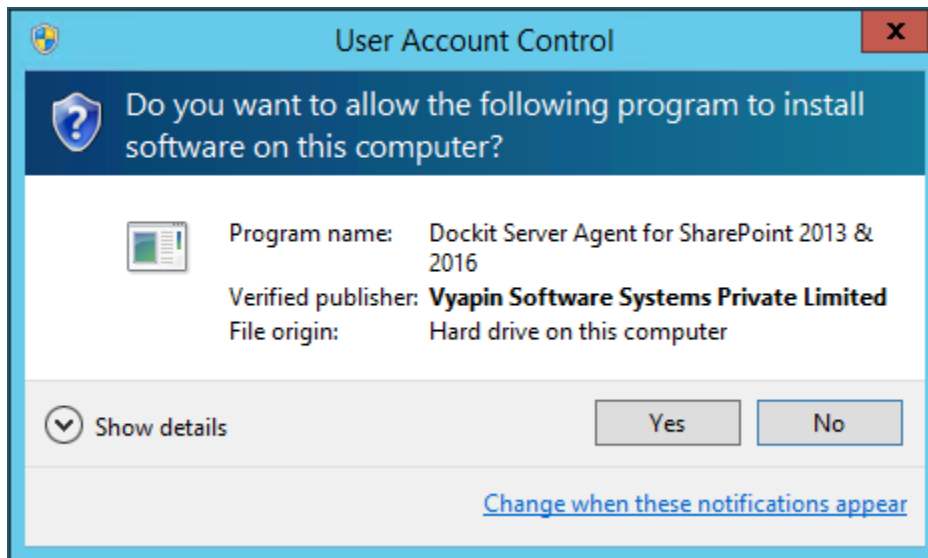 User Account Control
x
Do you want to allow the following program to install
software on this computer?
Program name: Dockit Server Agent for SharePoint 2013 &
2016
Verified publisher: Vyapin Software Systems Private Limited
File origin: Hard drive on this computer
Show details
Yes
No
Change when these notifications appear